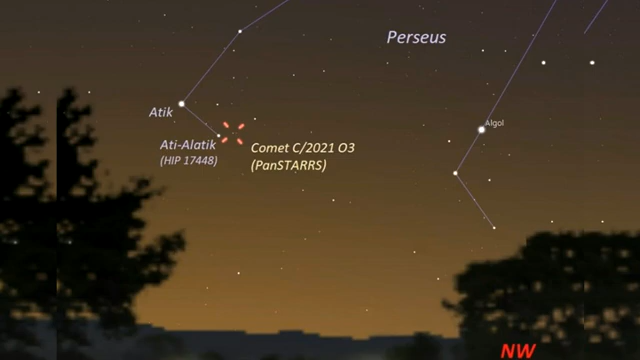 Perseus
Atik
Algol
Ati-Alatik
(HIP 17448)
Comet C/2021 O3
(PanSTARRS)
NW